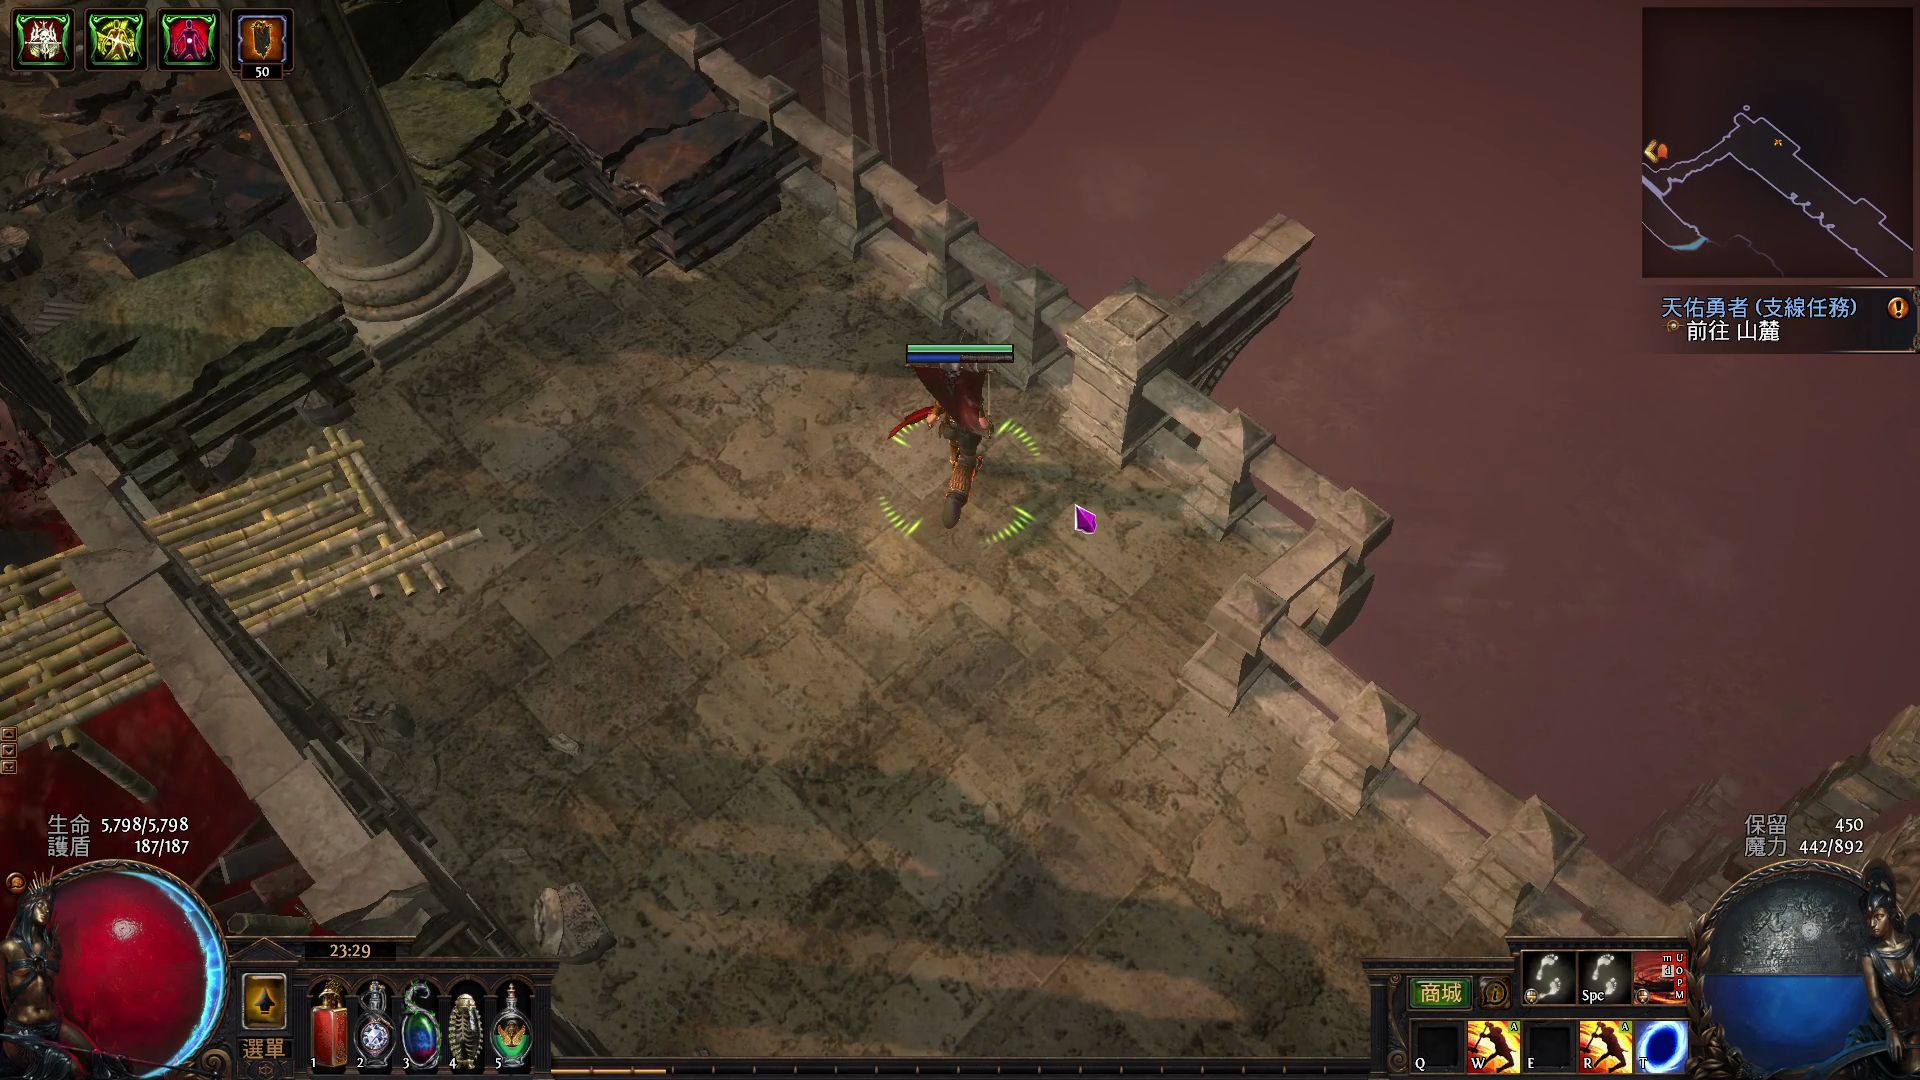 50
天佑勇者 (支線任務)
前往 山麓
生命 5,798/5,798
護盾 187/187
保留 450
魔力 442/892
23:29
選單
1 2 3 4 5
商城
Spc
m U
d O
P
M
Q W A E R A T